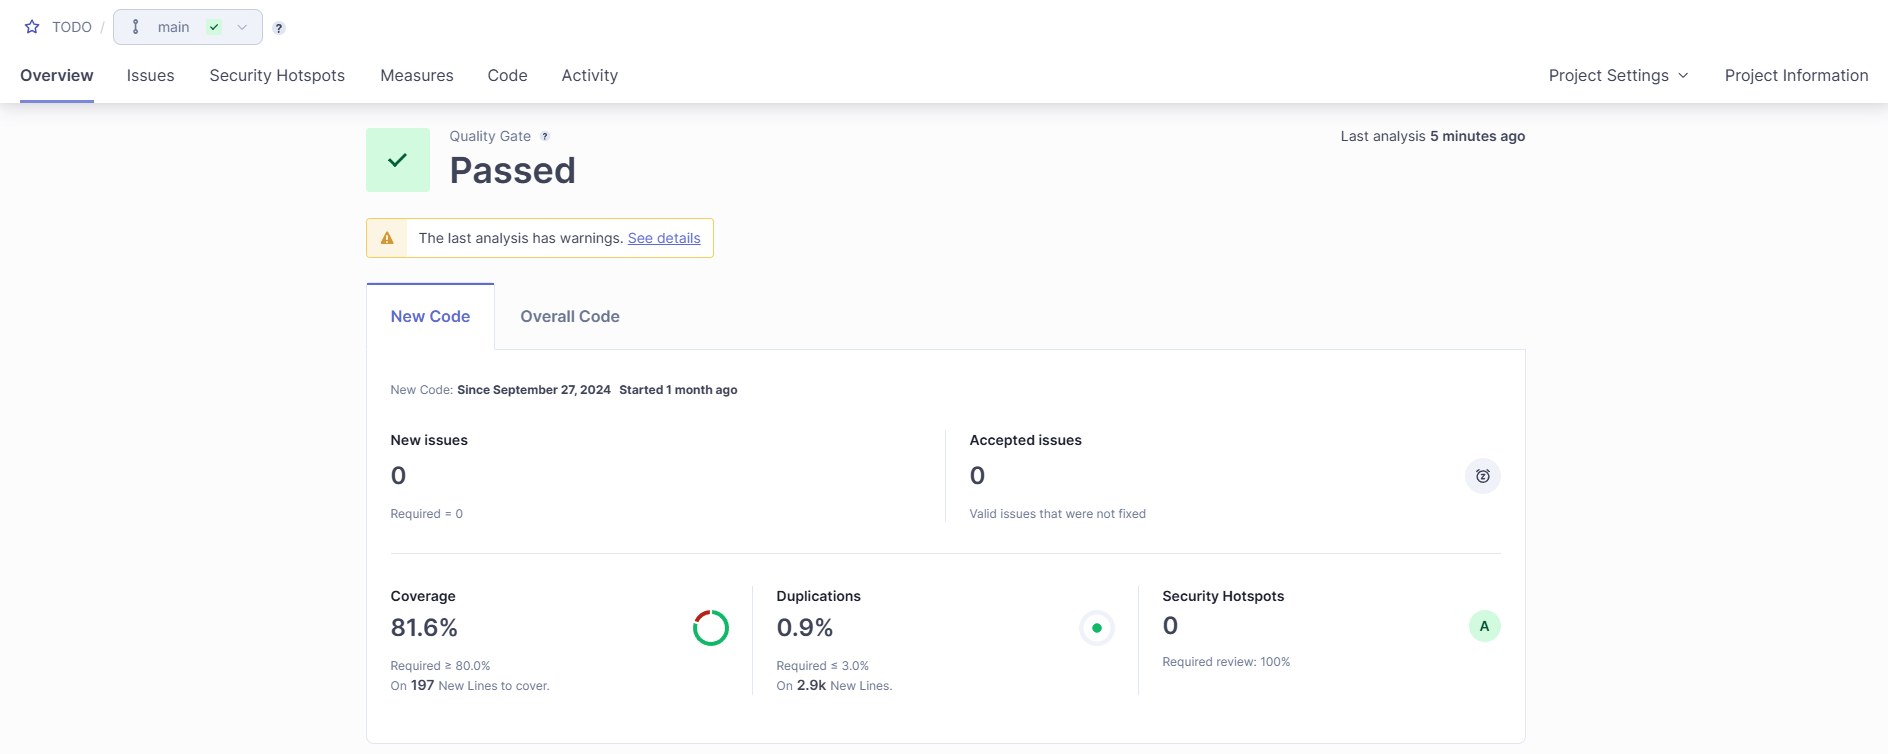 TODO / main ?
Overview Issues Security Hotspots Measures Code Activity Project Settings Project Information
Quality Gate ?
Last analysis 5 minutes ago
Passed
The last analysis has warnings. See details
New Code Overall Code
New Code: Since September 27, 2024 Started 1 month ago
New issues
0
Required = 0
Accepted issues
0
Valid issues that were not fixed
Coverage
81.6%
Required ≥ 80.0%
On 197 New Lines to cover.
Duplications
0.9%
Required ≤ 3.0%
On 2.9k New Lines.
Security Hotspots
0
A
Required review: 100%